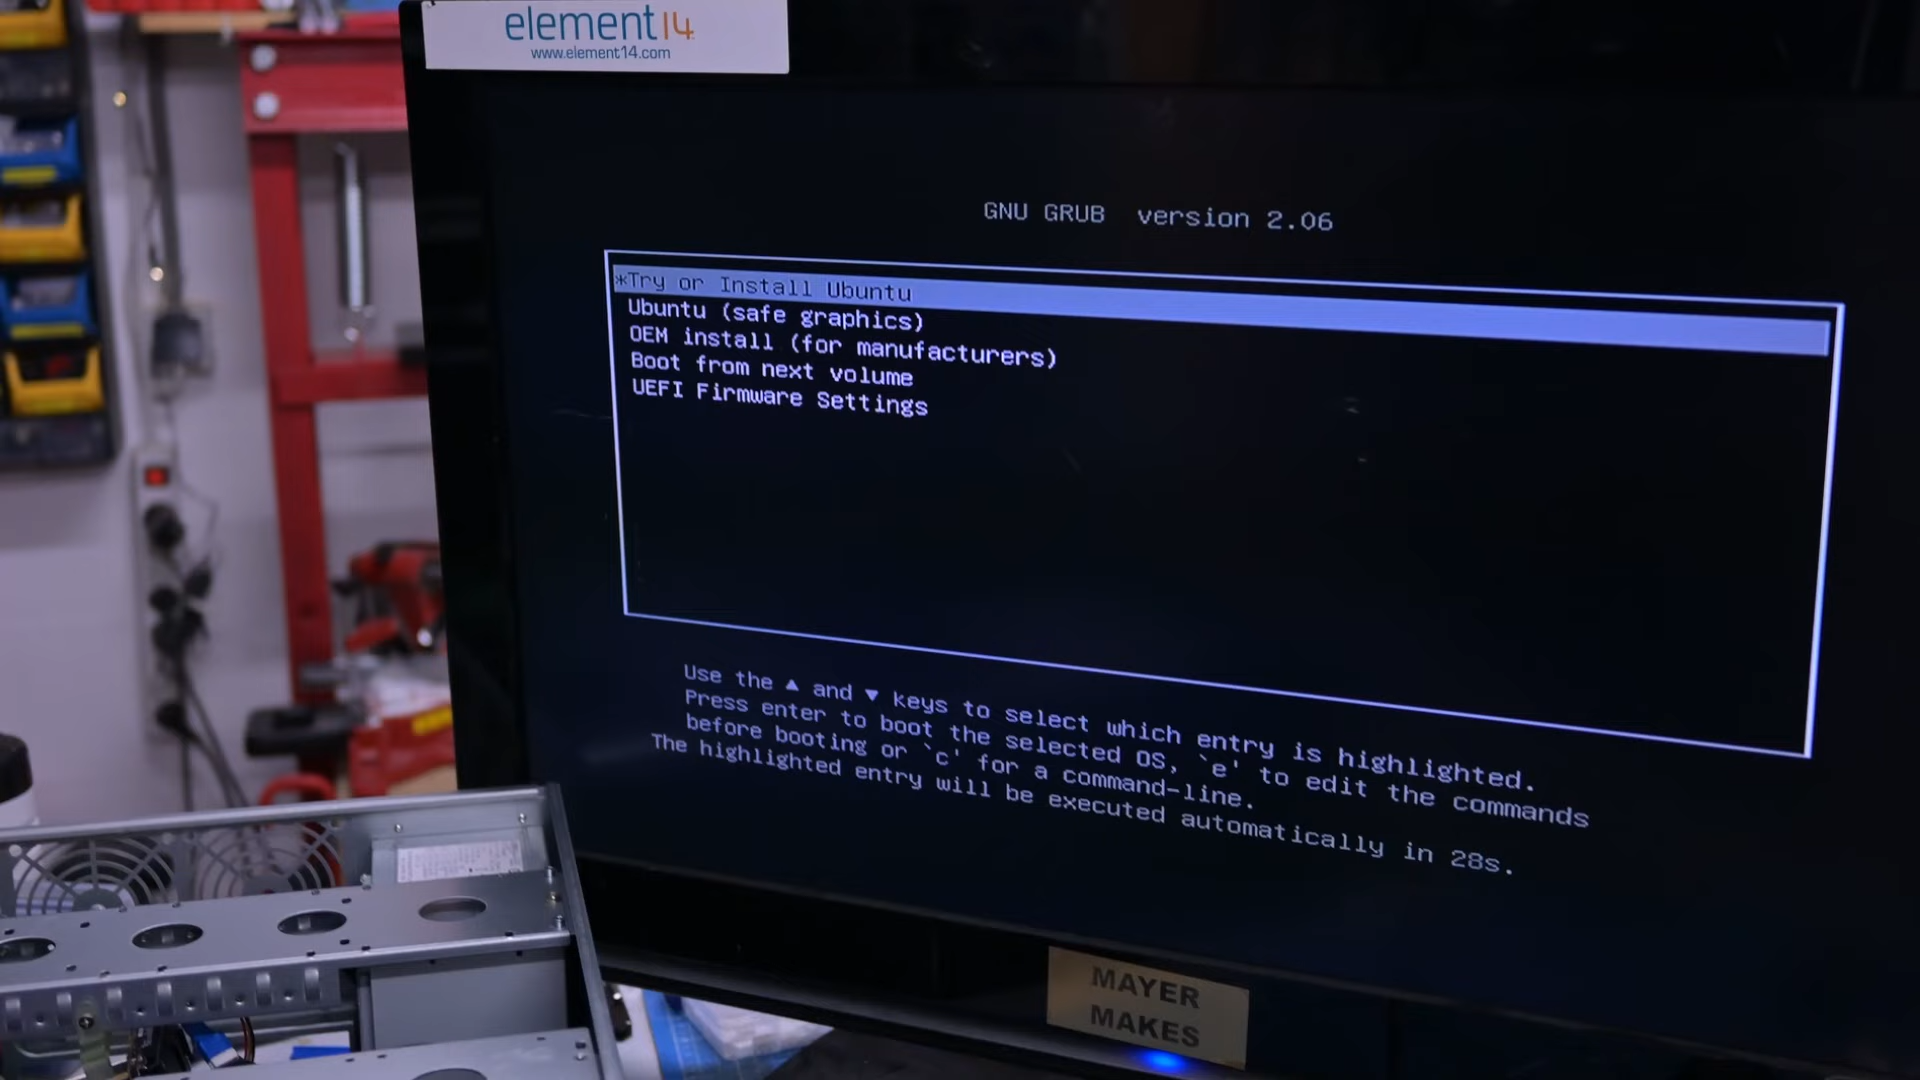 element14
www.element14.com
GNU GRUB version 2.06
*Try or Install Ubuntu
Ubuntu (safe graphics)
OEM install (for manufacturers)
Boot from next volume
UEFI Firmware Settings
Use the ▲ and ▼ keys to select which entry is highlighted.
Press enter to boot the selected OS, `e' to edit the commands
before booting or `c' for a command-line.
The highlighted entry will be executed automatically in 28s.
MAYER
MAKES